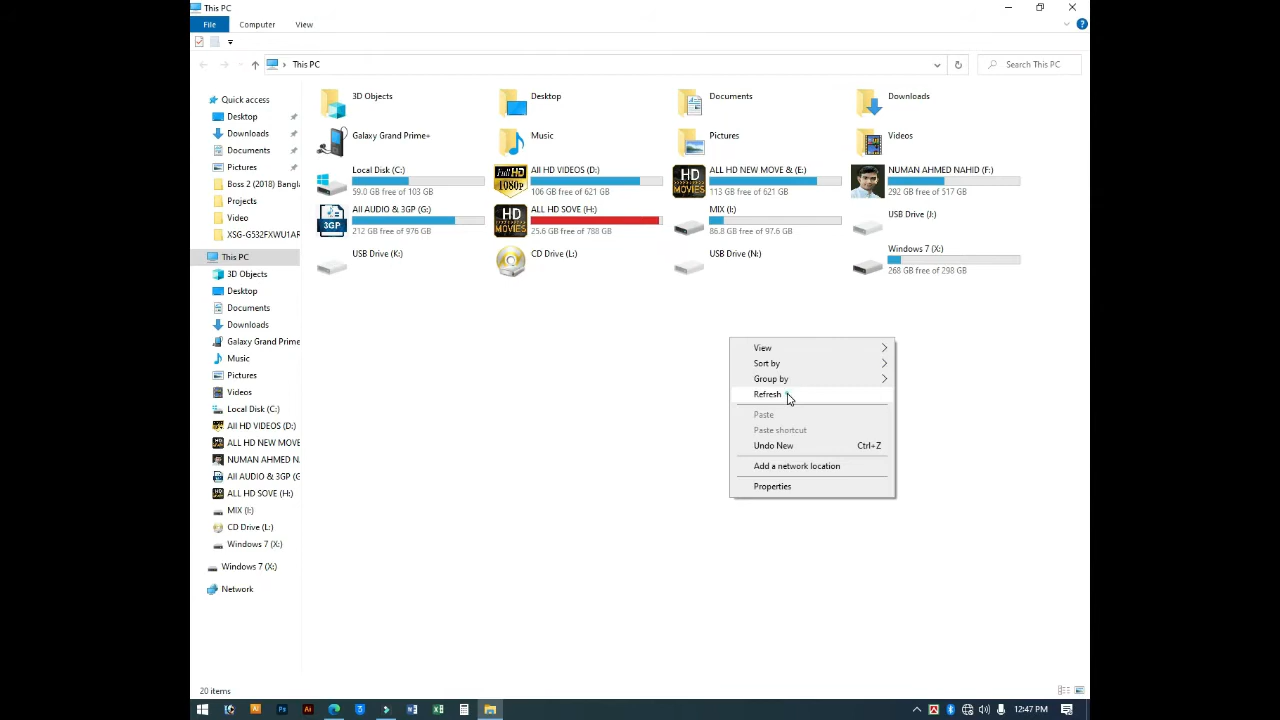 This PC
File
Computer
View
This PC
Search This PC
Quick access
Desktop
Downloads
Documents
Pictures
Boss 2 (2018) Bangla
Projects
Video
XSG-G532FXWU1AR
This PC
3D Objects
Desktop
Documents
Downloads
Galaxy Grand Prime
Music
Pictures
Videos
Local Disk (C:)
All HD VIDEOS (D:)
ALL HD NEW MOVE
NUMAN AHMED N
All AUDIO & 3GP (G
ALL HD SOVE (H:)
MIX (I:)
CD Drive (L:)
Windows 7 (X:)
Windows 7 (X:)
Network
3D Objects
Desktop
Documents
Downloads
Galaxy Grand Prime+
Music
Pictures
Videos
Local Disk (C:)
59.0 GB free of 103 GB
Full HD
1080p
All HD VIDEOS (D:)
106 GB free of 621 GB
HD
MOVIES
ALL HD NEW MOVE & (E:)
113 GB free of 621 GB
NUMAN AHMED NAHID (F:)
292 GB free of 517 GB
3GP
All AUDIO & 3GP (G:)
212 GB free of 976 GB
HD
MOVIES
ALL HD SOVE (H:)
25.6 GB free of 788 GB
MIX (I:)
86.8 GB free of 97.6 GB
USB Drive (J:)
USB Drive (K:)
CD Drive (L:)
USB Drive (N:)
Windows 7 (X:)
268 GB free of 298 GB
View
Sort by
Group by
Refresh
Paste
Paste shortcut
Undo New Ctrl+Z
Add a network location
Properties
20 items
12:47 PM